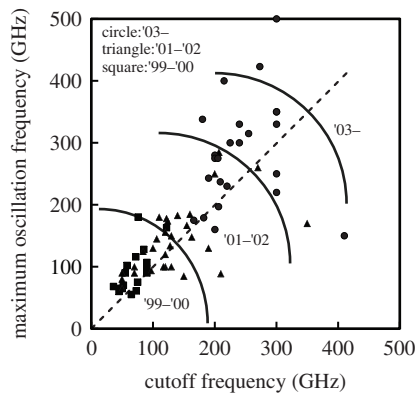 500
circle:'03–
triangle:'01–'02
square:'99–'00
400
300
200
100
0
'03–
'01–'02
'99–'00
0 100 200 300 400 500
maximum oscillation frequency (GHz)
cutoff frequency (GHz)